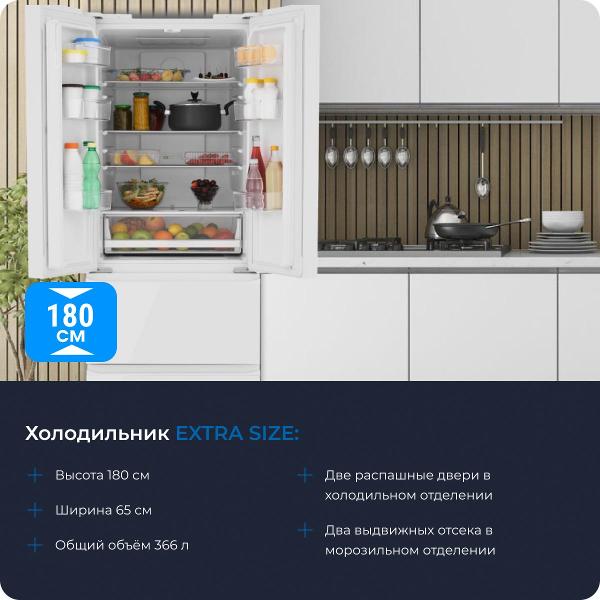 180
СМ
Холодильник EXTRA SIZE:
Высота 180 см
Ширина 65 см
Общий объём 366 л
Две распашные двери в
холодильном отделении
Два выдвижных отсека в
морозильном отделении